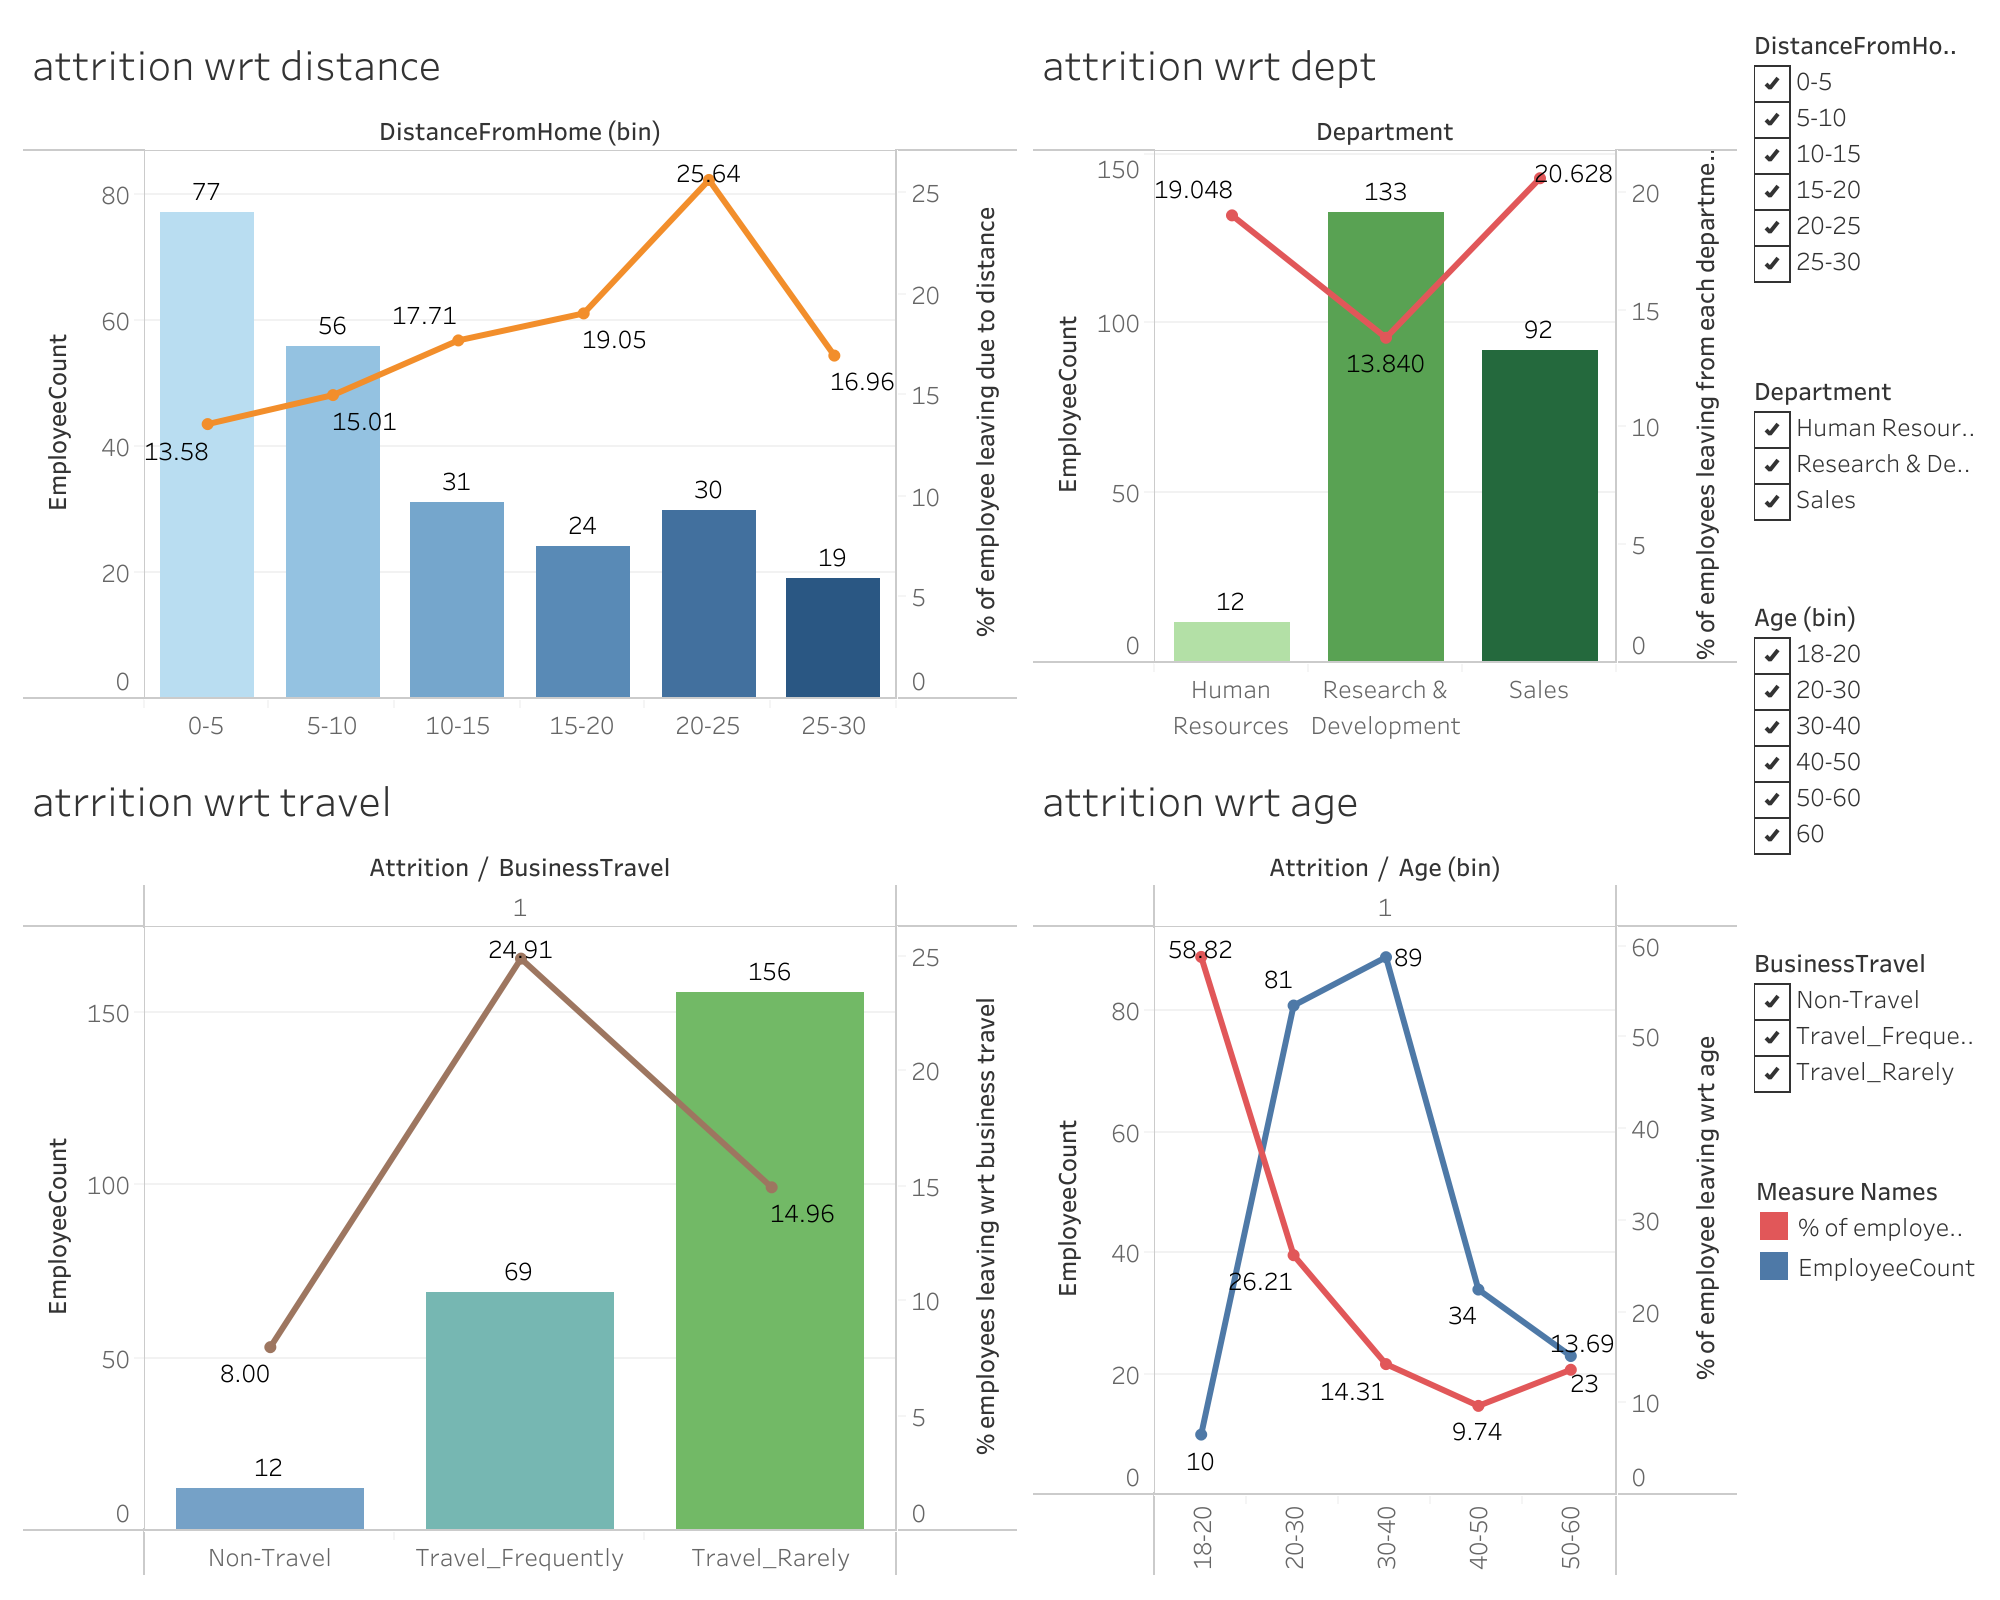 attrition wrt distance
DistanceFromHome (bin)
EmployeeCount
80
60
40
20
0
77
56
31
24
30
19
13.58
15.01
17.71
19.05
25.64
16.96
25
20
15
10
5
0
% of employee leaving due to distance
0-5
5-10
10-15
15-20
20-25
25-30
attrition wrt dept
Department
EmployeeCount
150
100
50
0
19.048
133
20.628
13.840
92
12
20
15
10
5
0
% of employees leaving from each departme..
Human
Resources
Research &
Development
Sales
atrrition wrt travel
Attrition / BusinessTravel
1
EmployeeCount
150
100
50
0
24.91
156
14.96
69
8.00
12
25
20
15
10
5
0
% employees leaving wrt business travel
Non-Travel
Travel_Frequently
Travel_Rarely
attrition wrt age
Attrition / Age (bin)
1
EmployeeCount
80
60
40
20
0
58.82
81
89
26.21
34
13.69
14.31
23
9.74
10
60
50
40
30
20
10
0
% of employee leaving wrt age
18-20
20-30
30-40
40-50
50-60
DistanceFromHo..
0-5
5-10
10-15
15-20
20-25
25-30
Department
Human Resour..
Research & De..
Sales
Age (bin)
18-20
20-30
30-40
40-50
50-60
60
BusinessTravel
Non-Travel
Travel_Freque..
Travel_Rarely
Measure Names
% of employe..
EmployeeCount